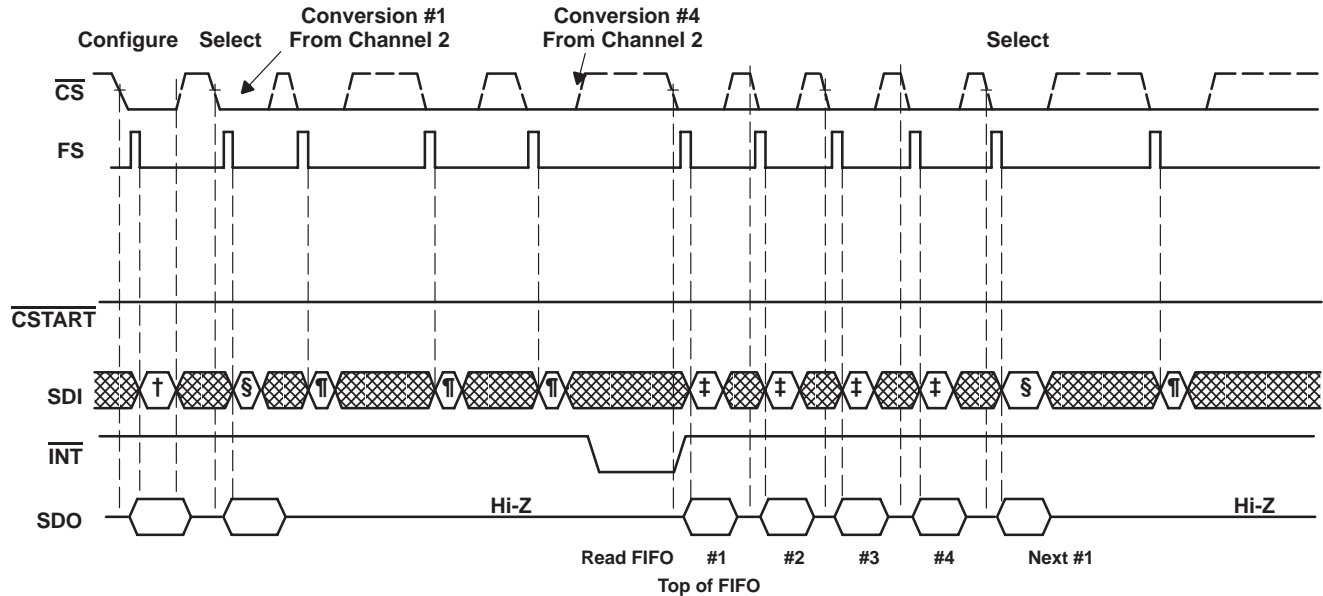 Conversion #1
From Channel 2
Conversion #4
From Channel 2
Configure
Select
Select
CS
FS
CSTART
SDI
†
§
¶
¶
¶
‡
‡
‡
‡
§
¶
INT
SDO
Hi-Z
Hi-Z
Read FIFO
#1
#2
#3
#4
Next #1
Top of FIFO